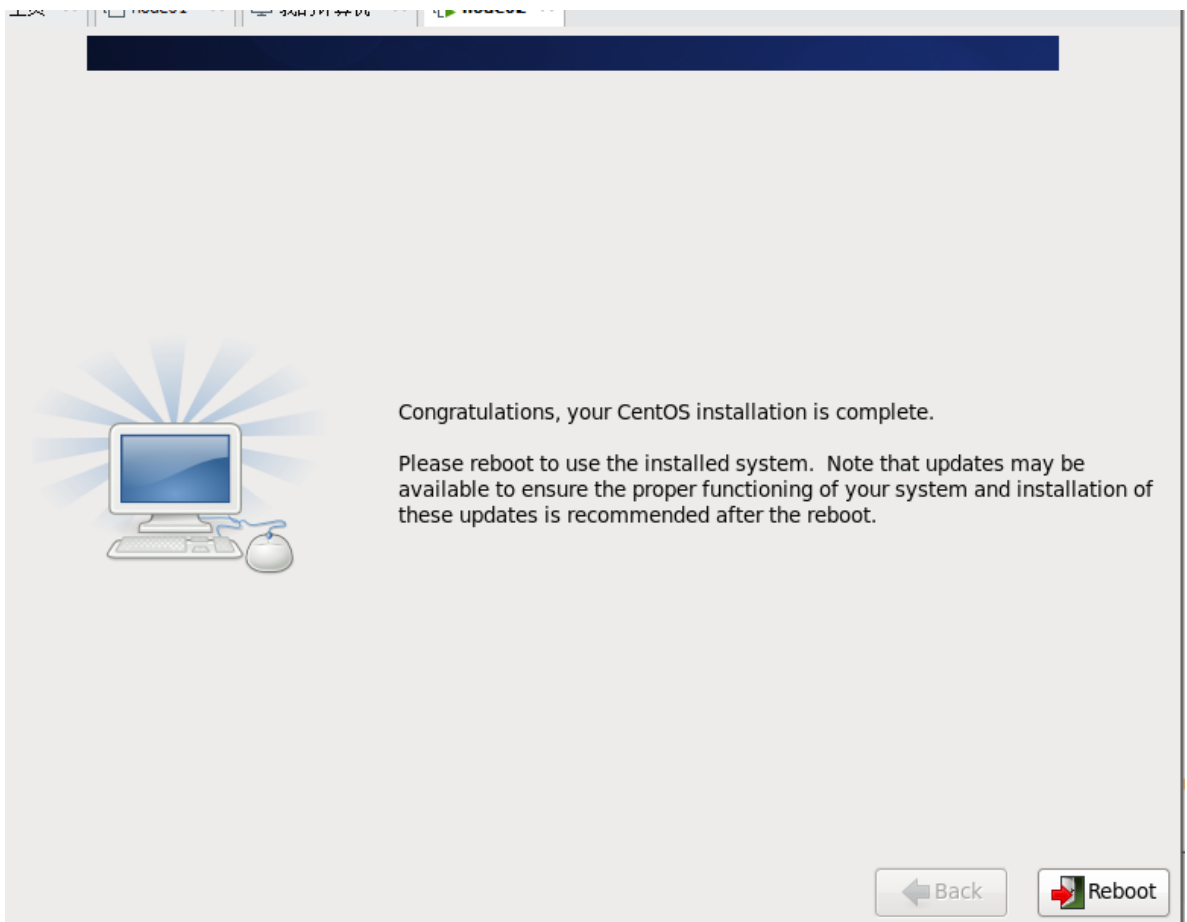 node02
Congratulations, your CentOS installation is complete.
Please reboot to use the installed system.  Note that updates may be
available to ensure the proper functioning of your system and installation of
these updates is recommended after the reboot.
Back
Reboot